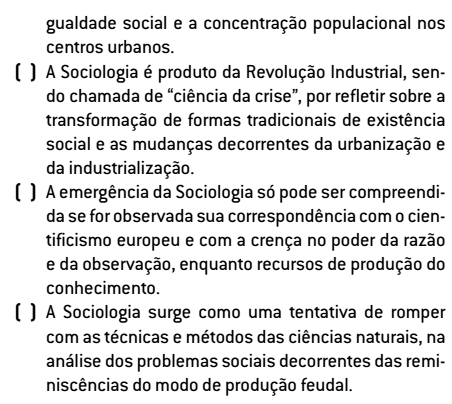 gualdade social e a concentração populacional nos
centros urbanos.
( ) A Sociologia é produto da Revolução Industrial, sen-
do chamada de “ciência da crise”, por refletir sobre a
transformação de formas tradicionais de existência
social e as mudanças decorrentes da urbanização e
da industrialização.
( ) A emergência da Sociologia só pode ser compreendi-
da se for observada sua correspondência com o cien-
tificismo europeu e com a crença no poder da razão
e da observação, enquanto recursos de produção do
conhecimento.
( ) A Sociologia surge como uma tentativa de romper
com as técnicas e métodos das ciências naturais, na
análise dos problemas sociais decorrentes das remi-
niscências do modo de produção feudal.